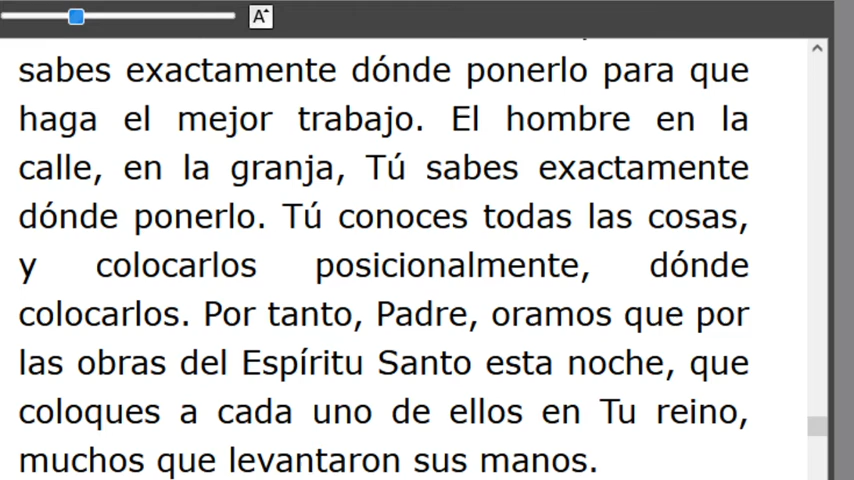 A
sabes exactamente dónde ponerlo para que
haga el mejor trabajo. El hombre en la
calle, en la granja, Tú sabes exactamente
dónde ponerlo. Tú conoces todas las cosas,
y colocarlos posicionalmente, dónde
colocarlos. Por tanto, Padre, oramos que por
las obras del Espíritu Santo esta noche, que
coloques a cada uno de ellos en Tu reino,
muchos que levantaron sus manos.